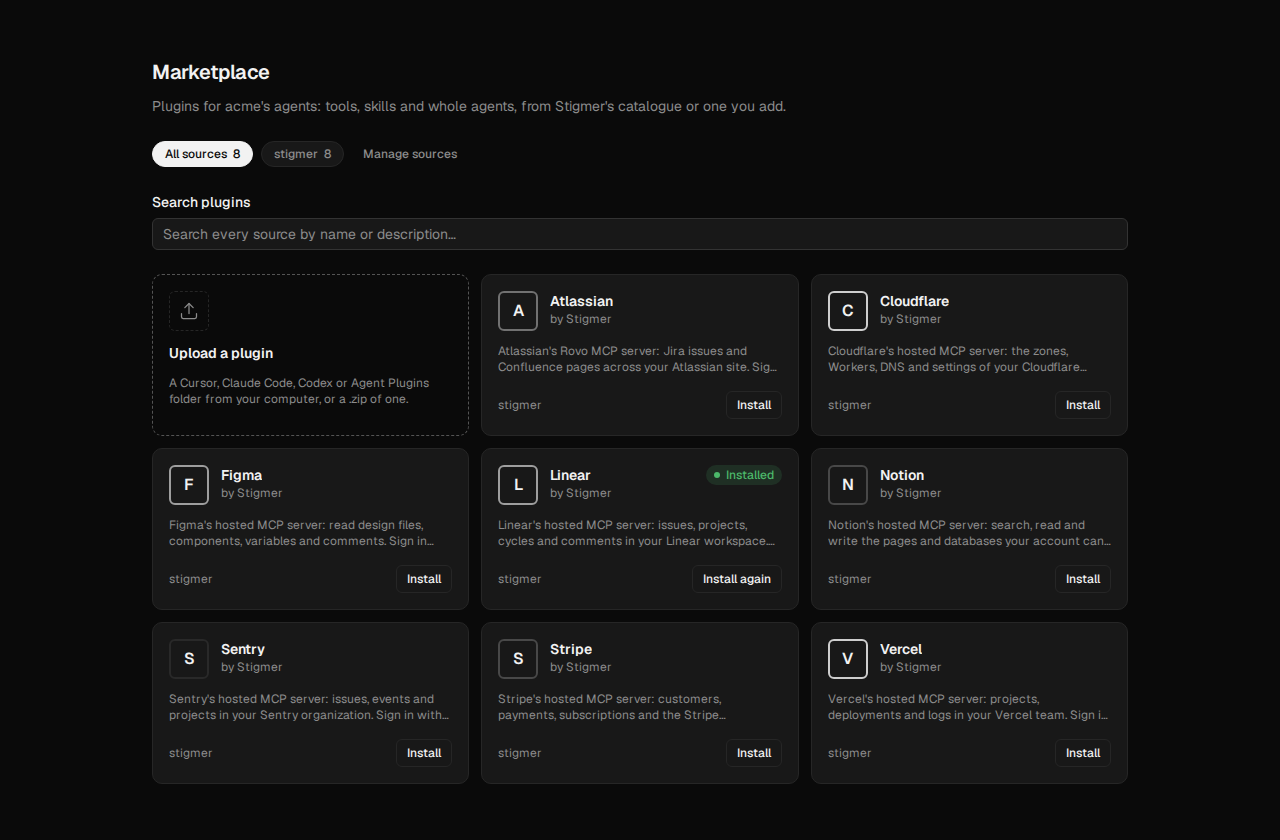 Marketplace
Plugins for acme's agents: tools, skills and whole agents, from Stigmer's catalogue or one you add.
All sources 8
stigmer 8
Manage sources
Search plugins
Search every source by name or description…
Upload a plugin
A Cursor, Claude Code, Codex or Agent Plugins
folder from your computer, or a .zip of one.
A
Atlassian
by Stigmer
Atlassian's Rovo MCP server: Jira issues and
Confluence pages across your Atlassian site. Sig…
stigmer
Install
C
Cloudflare
by Stigmer
Cloudflare's hosted MCP server: the zones,
Workers, DNS and settings of your Cloudflare…
stigmer
Install
F
Figma
by Stigmer
Figma's hosted MCP server: read design files,
components, variables and comments. Sign in…
stigmer
Install
L
Linear
by Stigmer
Installed
Linear's hosted MCP server: issues, projects,
cycles and comments in your Linear workspace.…
stigmer
Install again
N
Notion
by Stigmer
Notion's hosted MCP server: search, read and
write the pages and databases your account can…
stigmer
Install
S
Sentry
by Stigmer
Sentry's hosted MCP server: issues, events and
projects in your Sentry organization. Sign in with…
stigmer
Install
S
Stripe
by Stigmer
Stripe's hosted MCP server: customers,
payments, subscriptions and the Stripe…
stigmer
Install
V
Vercel
by Stigmer
Vercel's hosted MCP server: projects,
deployments and logs in your Vercel team. Sign i…
stigmer
Install